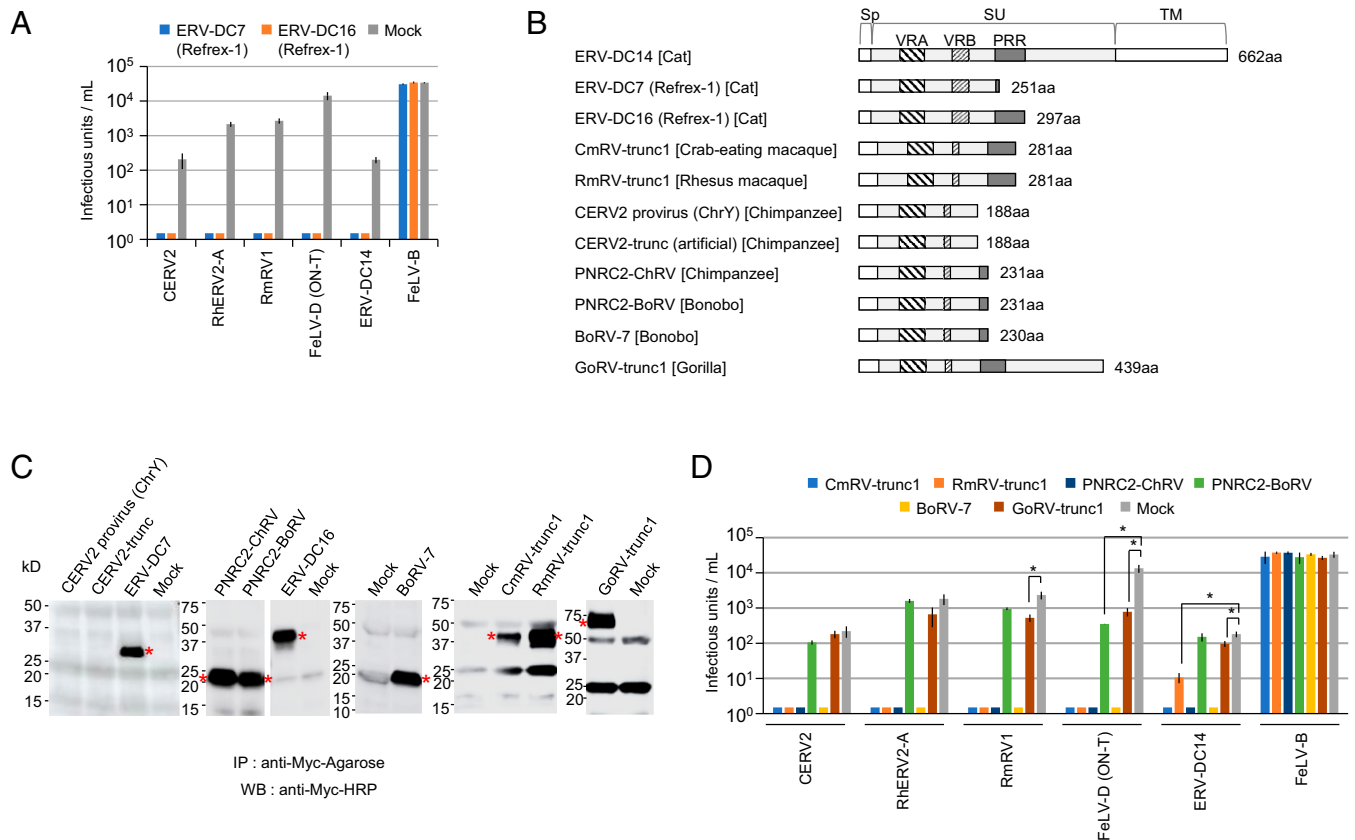 A
ERV-DC7 (Refrex-1)
ERV-DC16 (Refrex-1)
Mock
Infectious units / mL
10^5
10^4
10^3
10^2
10^1
10^0
CERV2
RhERV2-A
RmRV1
FeLV-D (ON-T)
ERV-DC14
FeLV-B
B
Sp SU TM
VRA VRB PRR
ERV-DC14 [Cat] 662aa
ERV-DC7 (Refrex-1) [Cat] 251aa
ERV-DC16 (Refrex-1) [Cat] 297aa
CmRV-trunc1 [Crab-eating macaque] 281aa
RmRV-trunc1 [Rhesus macaque] 281aa
CERV2 provirus (ChrY) [Chimpanzee] 188aa
CERV2-trunc (artificial) [Chimpanzee] 188aa
PNRC2-ChRV [Chimpanzee] 231aa
PNRC2-BoRV [Bonobo] 231aa
BoRV-7 [Bonobo] 230aa
GoRV-trunc1 [Gorilla] 439aa
C
kD
CERV2 provirus (ChrY)
CERV2-trunc
ERV-DC7
Mock
50
37
25
20
15
*
PNRC2-ChRV
PNRC2-BoRV
ERV-DC16
Mock
50
37
25
20
15
* * *
Mock
BoRV-7
50
37
25
20
15
10
*
Mock
CmRV-trunc1
RmRV-trunc1
50
37
25
20
15
* *
GoRV-trunc1
Mock
75
50
37
25
20
*
IP : anti-Myc-Agarose
WB : anti-Myc-HRP
D
CmRV-trunc1 RmRV-trunc1 PNRC2-ChRV PNRC2-BoRV
BoRV-7 GoRV-trunc1 Mock
Infectious units / mL
10^5
10^4
10^3
10^2
10^1
10^0
*
*
*
*
*
CERV2
RhERV2-A
RmRV1
FeLV-D (ON-T)
ERV-DC14
FeLV-B